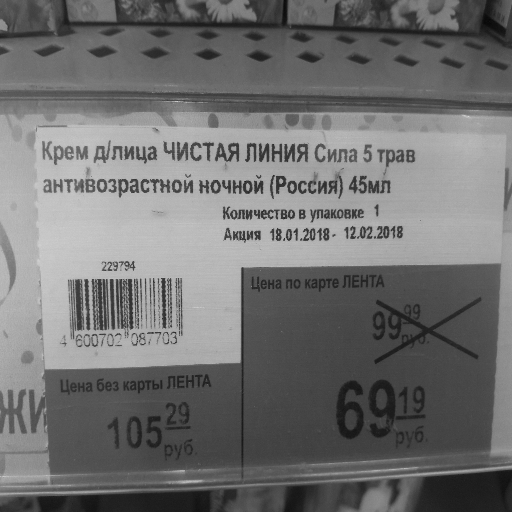 Крем д/лица ЧИСТАЯ ЛИНИЯ Сила 5 трав
антивозрастной ночной (Россия) 45мл
Количество в упаковке 1
Акция 18.01.2018 - 12.02.2018
229794
4 600702 087703
Цена по карте ЛЕНТА
99 99
руб.
69 19
руб.
Цена без карты ЛЕНТА
105 29
руб.
ЖИ